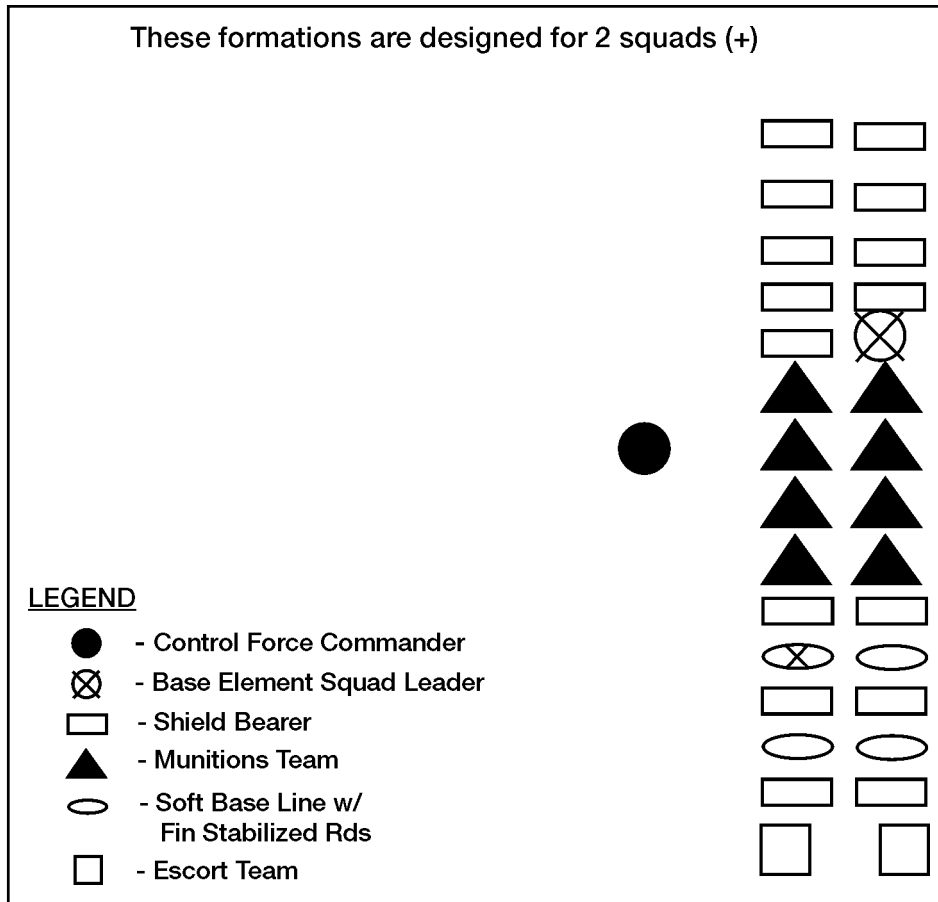 These formations are designed for 2 squads (+)
LEGEND
- Control Force Commander
- Base Element Squad Leader
- Shield Bearer
- Munitions Team
- Soft Base Line w/
Fin Stabilized Rds
- Escort Team